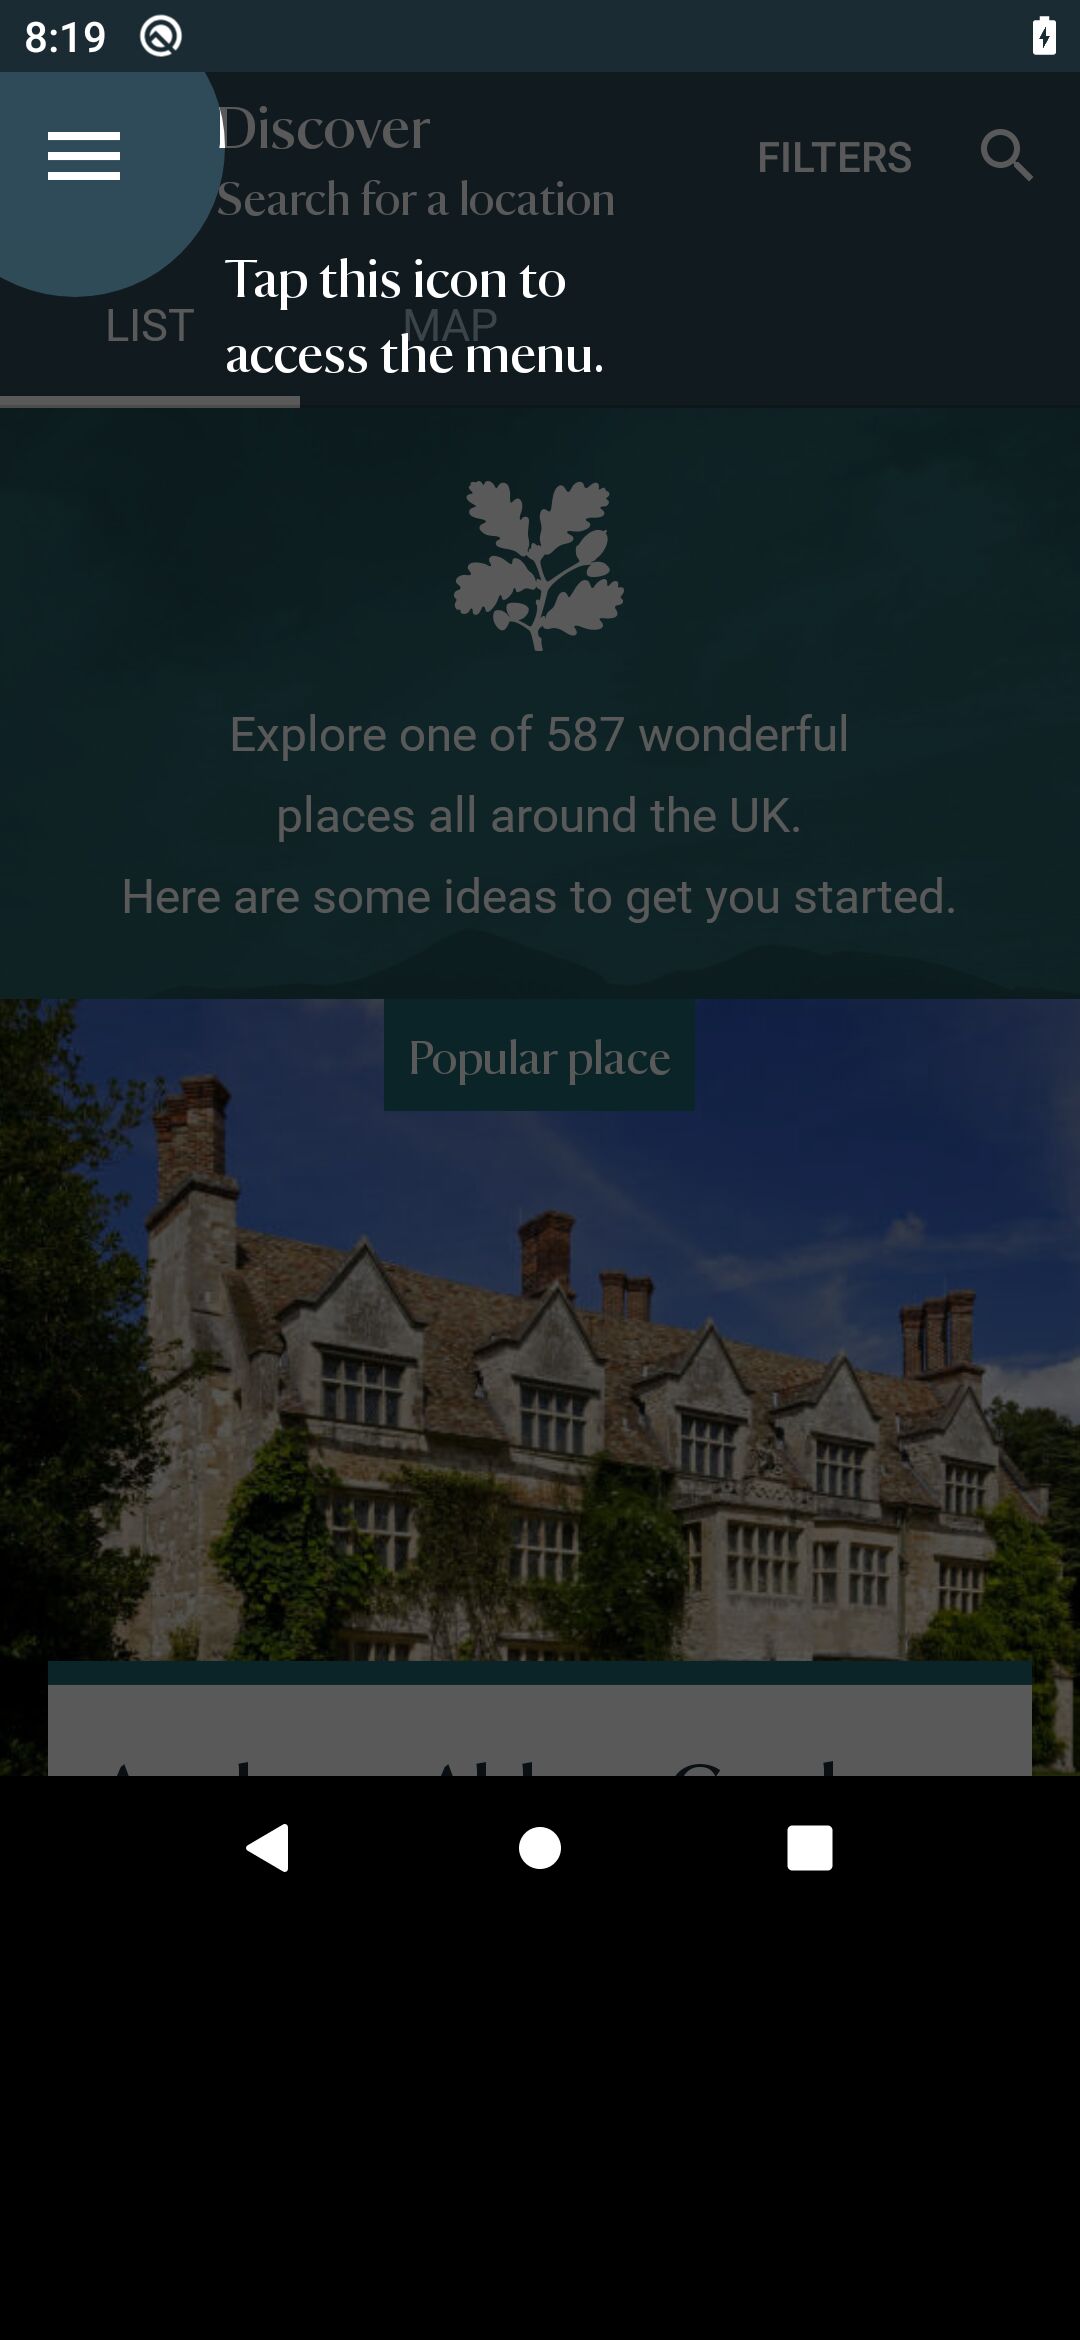 8:19
Discover
FILTERS
Search for a location
Tap this icon to
access the menu.
LIST
MAP
Explore one of 587 wonderful
places all around the UK.
Here are some ideas to get you started.
Popular place